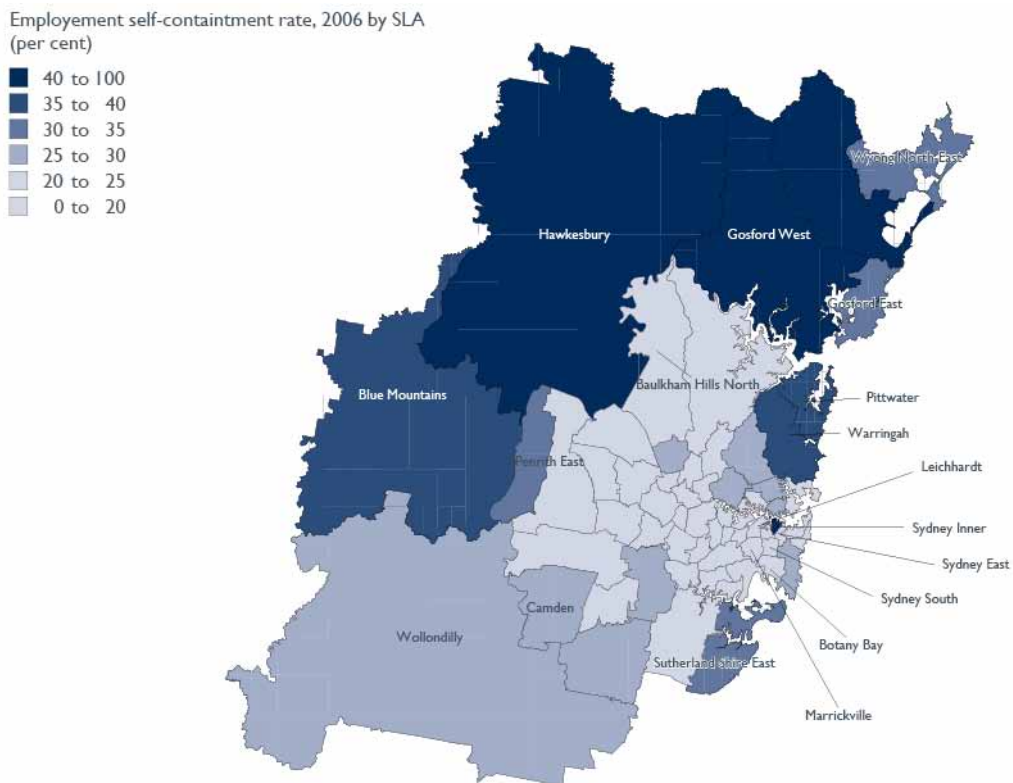 Employement self-containtment rate, 2006 by SLA
(per cent)
40 to 100
35 to 40
30 to 35
25 to 30
20 to 25
0 to 20
Wyong North-East
Hawkesbury
Gosford West
Gosford East
Baulkham Hills North
Blue Mountains
Pittwater
Warringah
Penrith East
Leichhardt
Sydney Inner
Sydney East
Sydney South
Camden
Wollondilly
Botany Bay
Sutherland Shire East
Marrickville